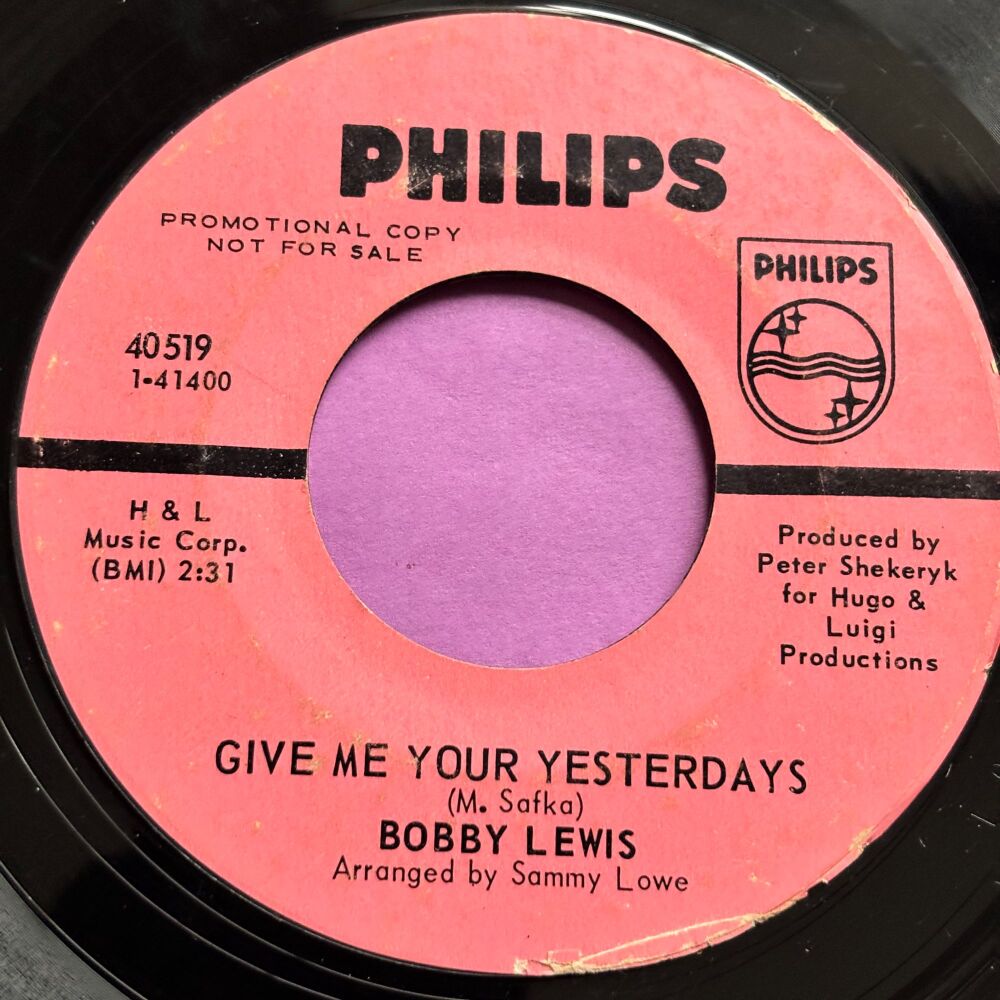 PHILIPS
PROMOTIONAL COPY
NOT FOR SALE
PHILIPS
40519
1-41400
H & L
Music Corp.
(BMI) 2:31
Produced by
Peter Shekeryk
for Hugo &
Luigi
Productions
GIVE ME YOUR YESTERDAYS
(M. Safka)
BOBBY LEWIS
Arranged by Sammy Lowe